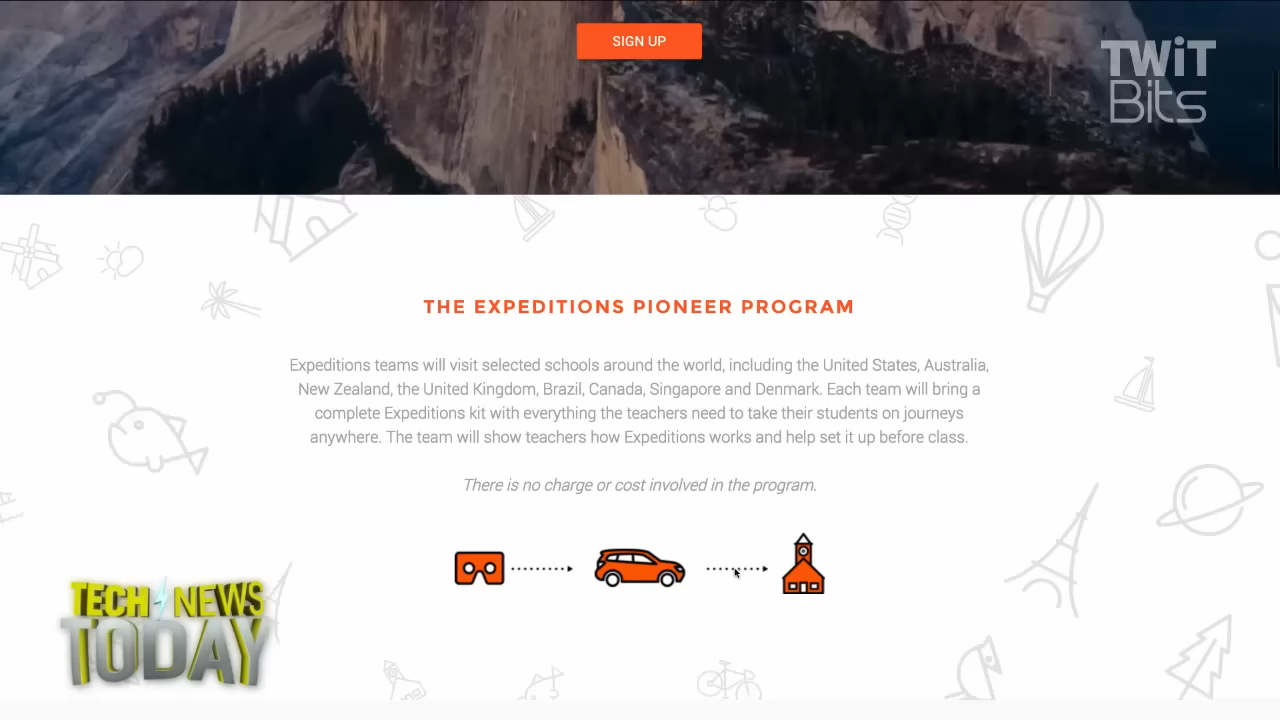 SIGN UP
TWiT
Bits
THE EXPEDITIONS PIONEER PROGRAM
Expeditions teams will visit selected schools around the world, including the United States, Australia,
New Zealand, the United Kingdom, Brazil, Canada, Singapore and Denmark. Each team will bring a
complete Expeditions kit with everything the teachers need to take their students on journeys
anywhere. The team will show teachers how Expeditions works and help set it up before class.
There is no charge or cost involved in the program.
TECH NEWS
TODAY